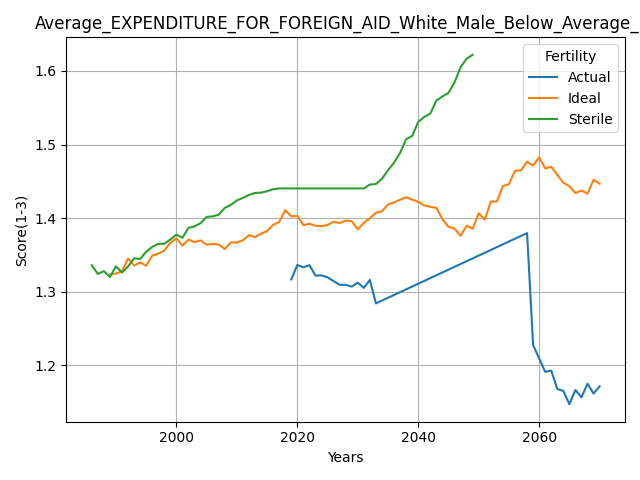 Average_EXPENDITURE_FOR_FOREIGN_AID_White_Male_Below_Average_
Score(1-3)
1.6
1.5
1.4
1.3
1.2
Fertility
Actual
Ideal
Sterile
2000
2020
2040
2060
Years